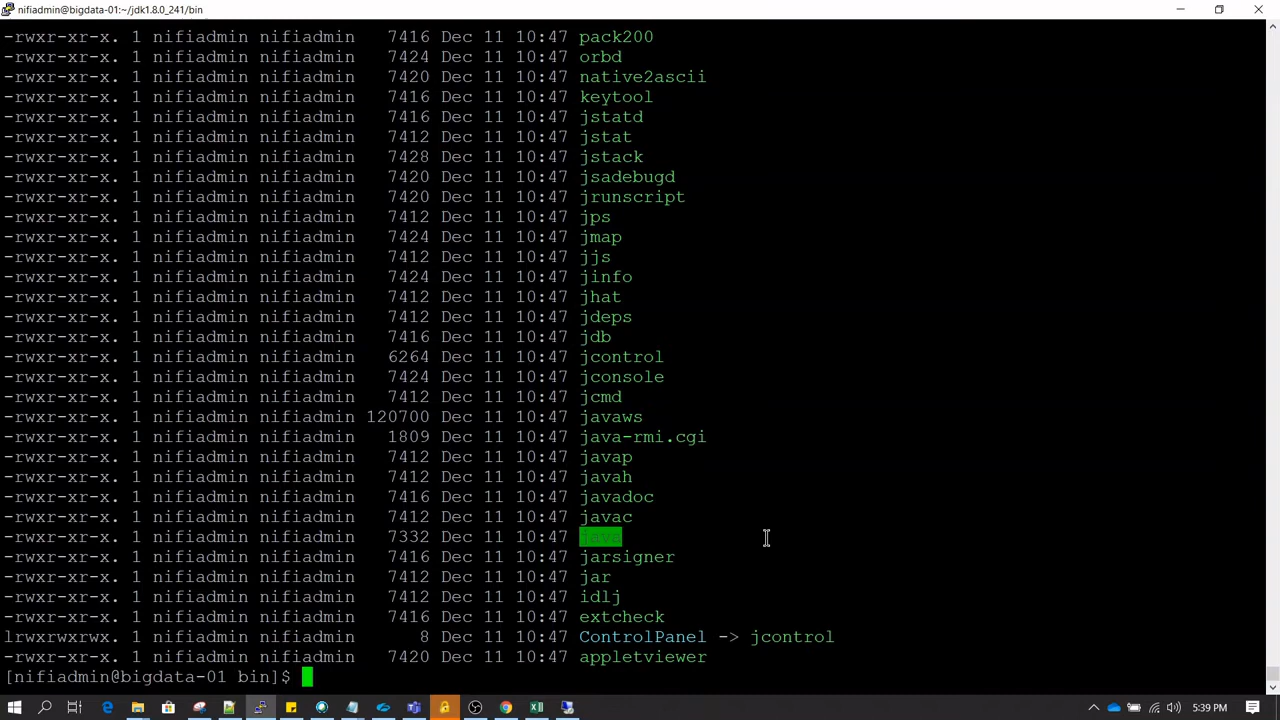 nifiadmin@bigdata-01:~/jdk1.8.0_241/bin
-rwxr-xr-x. 1 nifiadmin nifiadmin   7416 Dec 11 10:47 pack200
-rwxr-xr-x. 1 nifiadmin nifiadmin   7424 Dec 11 10:47 orbd
-rwxr-xr-x. 1 nifiadmin nifiadmin   7420 Dec 11 10:47 native2ascii
-rwxr-xr-x. 1 nifiadmin nifiadmin   7416 Dec 11 10:47 keytool
-rwxr-xr-x. 1 nifiadmin nifiadmin   7416 Dec 11 10:47 jstatd
-rwxr-xr-x. 1 nifiadmin nifiadmin   7412 Dec 11 10:47 jstat
-rwxr-xr-x. 1 nifiadmin nifiadmin   7428 Dec 11 10:47 jstack
-rwxr-xr-x. 1 nifiadmin nifiadmin   7420 Dec 11 10:47 jsadebugd
-rwxr-xr-x. 1 nifiadmin nifiadmin   7420 Dec 11 10:47 jrunscript
-rwxr-xr-x. 1 nifiadmin nifiadmin   7412 Dec 11 10:47 jps
-rwxr-xr-x. 1 nifiadmin nifiadmin   7424 Dec 11 10:47 jmap
-rwxr-xr-x. 1 nifiadmin nifiadmin   7412 Dec 11 10:47 jjs
-rwxr-xr-x. 1 nifiadmin nifiadmin   7424 Dec 11 10:47 jinfo
-rwxr-xr-x. 1 nifiadmin nifiadmin   7412 Dec 11 10:47 jhat
-rwxr-xr-x. 1 nifiadmin nifiadmin   7412 Dec 11 10:47 jdeps
-rwxr-xr-x. 1 nifiadmin nifiadmin   7416 Dec 11 10:47 jdb
-rwxr-xr-x. 1 nifiadmin nifiadmin   6264 Dec 11 10:47 jcontrol
-rwxr-xr-x. 1 nifiadmin nifiadmin   7424 Dec 11 10:47 jconsole
-rwxr-xr-x. 1 nifiadmin nifiadmin   7412 Dec 11 10:47 jcmd
-rwxr-xr-x. 1 nifiadmin nifiadmin 120700 Dec 11 10:47 javaws
-rwxr-xr-x. 1 nifiadmin nifiadmin   1809 Dec 11 10:47 java-rmi.cgi
-rwxr-xr-x. 1 nifiadmin nifiadmin   7412 Dec 11 10:47 javap
-rwxr-xr-x. 1 nifiadmin nifiadmin   7412 Dec 11 10:47 javah
-rwxr-xr-x. 1 nifiadmin nifiadmin   7416 Dec 11 10:47 javadoc
-rwxr-xr-x. 1 nifiadmin nifiadmin   7412 Dec 11 10:47 javac
-rwxr-xr-x. 1 nifiadmin nifiadmin   7332 Dec 11 10:47 java
-rwxr-xr-x. 1 nifiadmin nifiadmin   7416 Dec 11 10:47 jarsigner
-rwxr-xr-x. 1 nifiadmin nifiadmin   7412 Dec 11 10:47 jar
-rwxr-xr-x. 1 nifiadmin nifiadmin   7412 Dec 11 10:47 idlj
-rwxr-xr-x. 1 nifiadmin nifiadmin   7416 Dec 11 10:47 extcheck
lrwxrwxrwx. 1 nifiadmin nifiadmin      8 Dec 11 10:47 ControlPanel -> jcontrol
-rwxr-xr-x. 1 nifiadmin nifiadmin   7420 Dec 11 10:47 appletviewer
[nifiadmin@bigdata-01 bin]$
5:39 PM